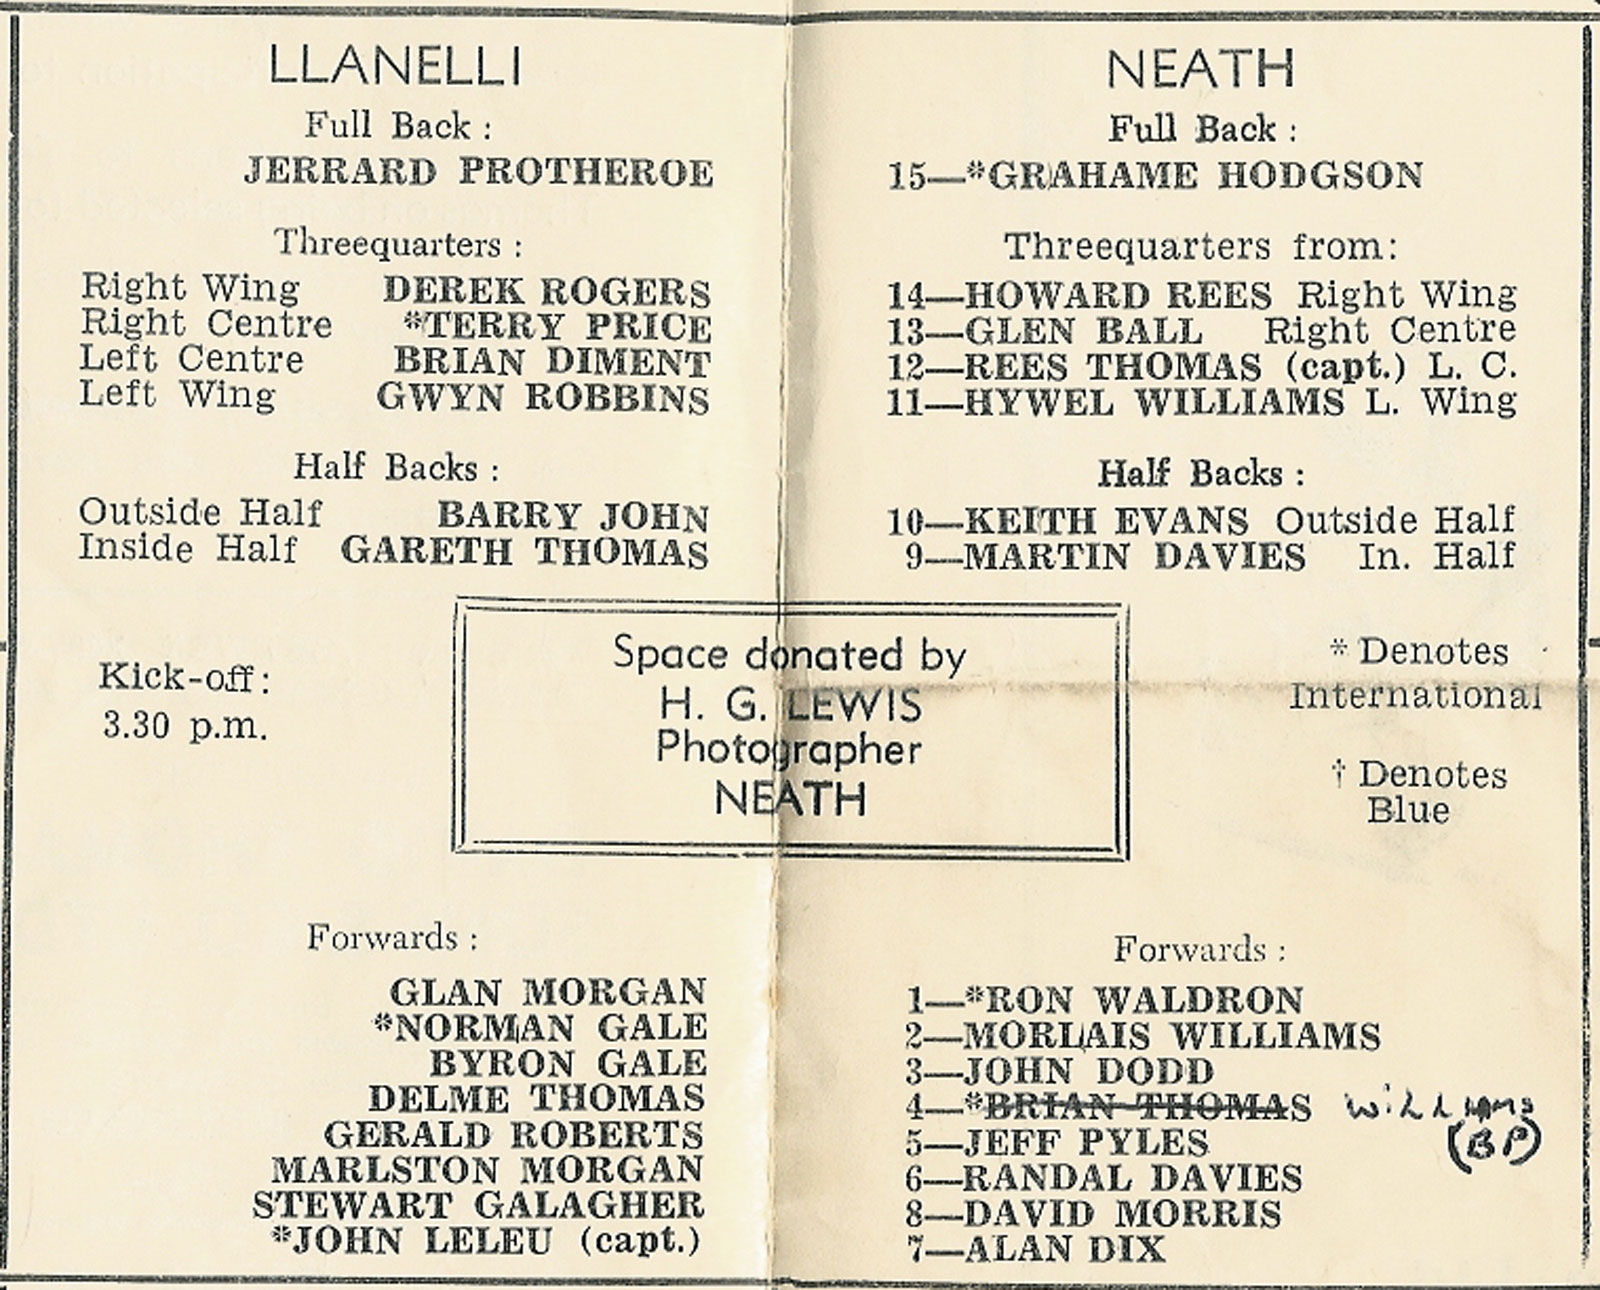 LLANELLI
Full Back :
JERRARD PROTHEROE
Threequarters :
Right Wing DEREK ROGERS
Right Centre *TERRY PRICE
Left Centre BRIAN DIMENT
Left Wing GWYN ROBBINS
Half Backs :
Outside Half BARRY JOHN
Inside Half GARETH THOMAS
Kick-off:
3.30 p.m.
Forwards :
GLAN MORGAN
*NORMAN GALE
BYRON GALE
DELME THOMAS
GERALD ROBERTS
MARLSTON MORGAN
STEWART GALAGHER
*JOHN LELEU (capt.)
Space donated by
H. G. LEWIS
Photographer
NEATH
NEATH
Full Back :
15—*GRAHAME HODGSON
Threequarters from:
14—HOWARD REES Right Wing
13—GLEN BALL Right Centre
12—REES THOMAS (capt.) L. C.
11—HYWEL WILLIAMS L. Wing
Half Backs :
10—KEITH EVANS Outside Half
9—MARTIN DAVIES In. Half
* Denotes
International
† Denotes
Blue
Forwards :
1—*RON WALDRON
2—MORLAIS WILLIAMS
3—JOHN DODD
4—*BRIAN THOMAS WiLLIAMS
(BP)
5—JEFF PYLES
6—RANDAL DAVIES
8—DAVID MORRIS
7—ALAN DIX